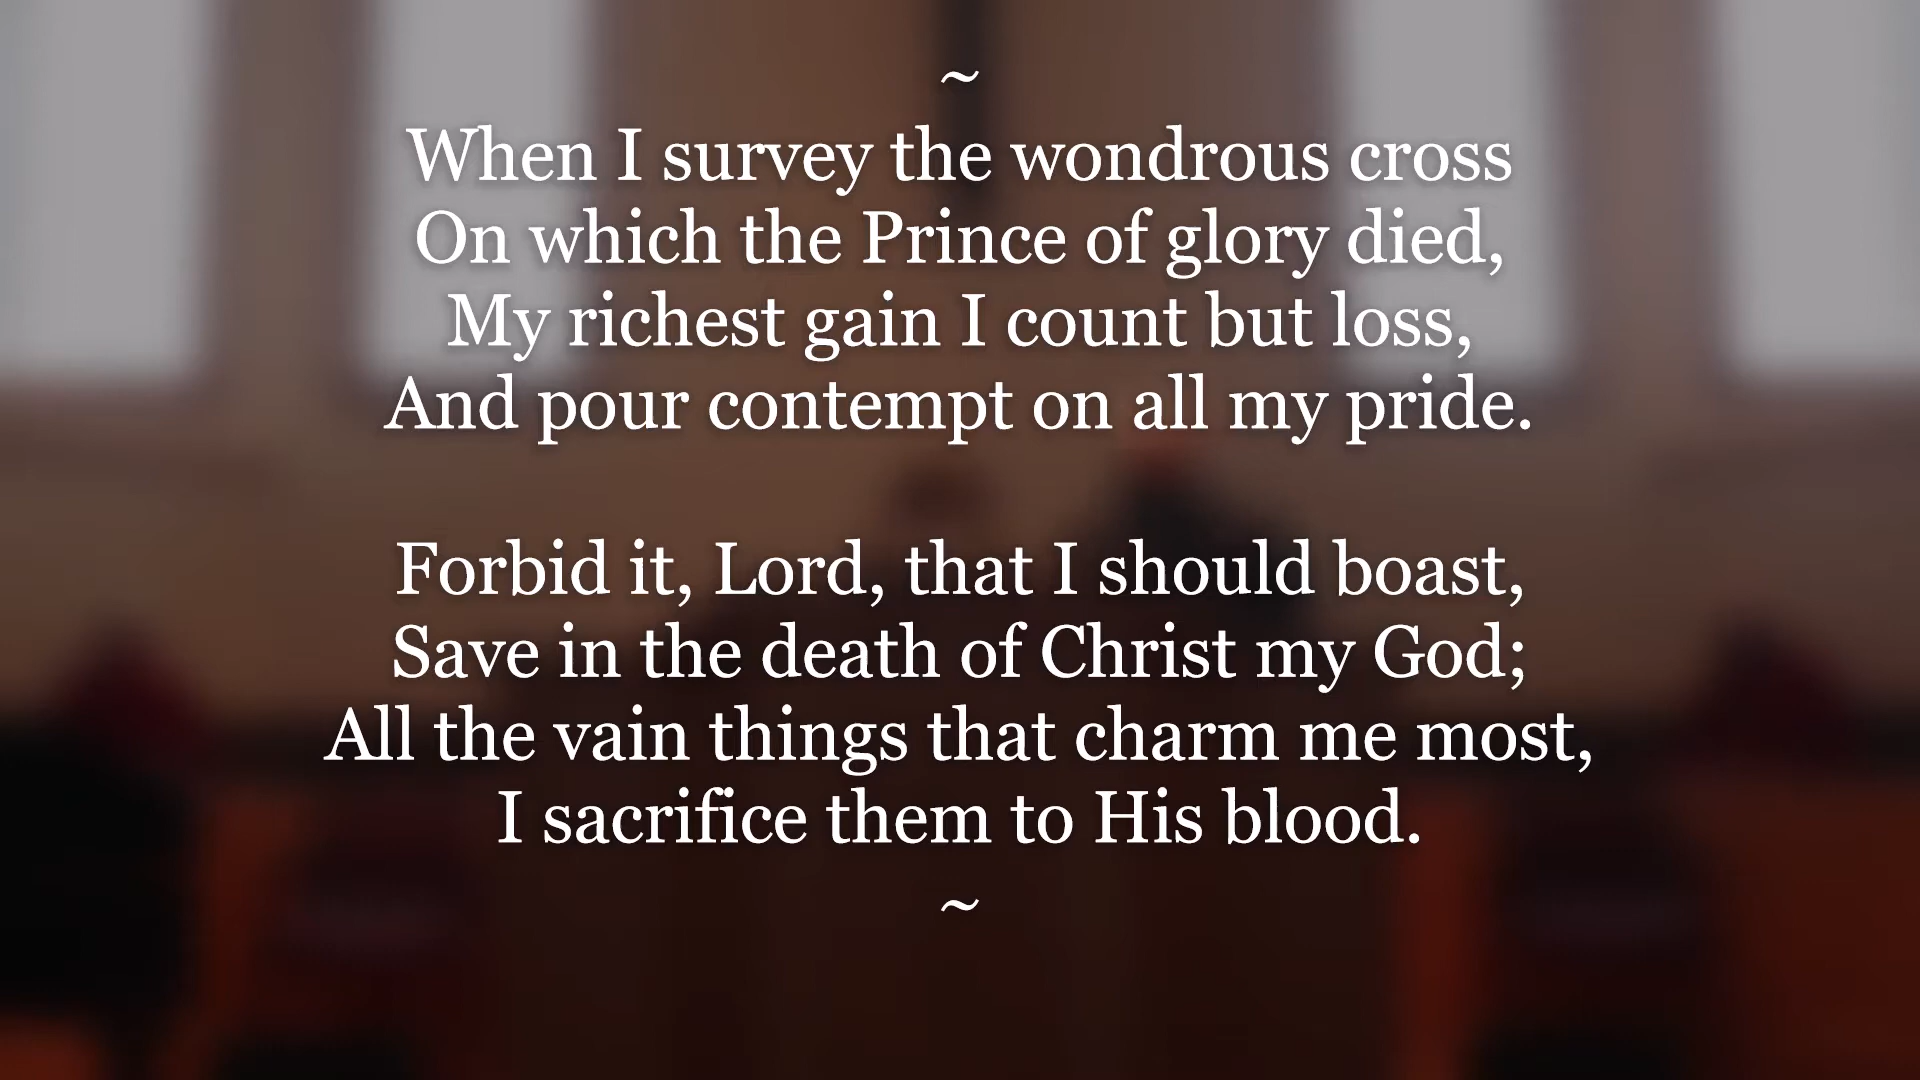 ~
When I survey the wondrous cross
On which the Prince of glory died,
My richest gain I count but loss,
And pour contempt on all my pride.
Forbid it, Lord, that I should boast,
Save in the death of Christ my God;
All the vain things that charm me most,
I sacrifice them to His blood.
~